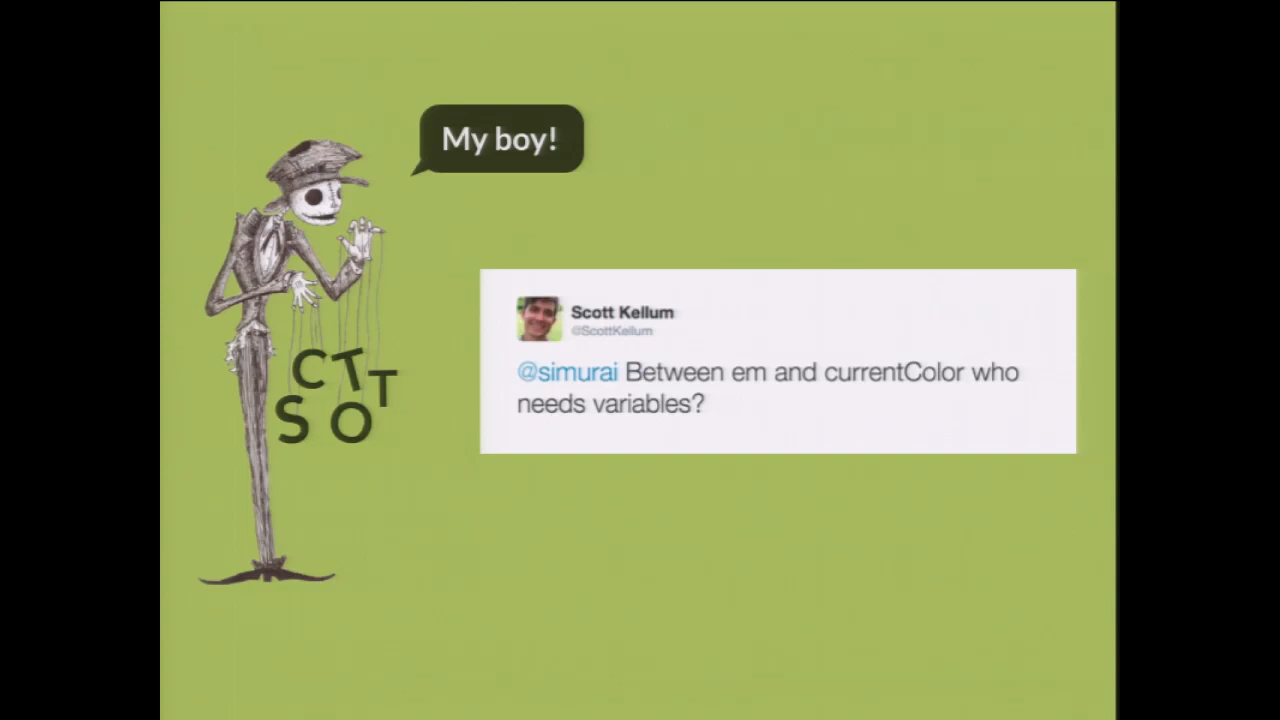 My boy!
Scott Kellum
@ScottKellum
@simurai Between em and currentColor who
needs variables?
C T T
S O